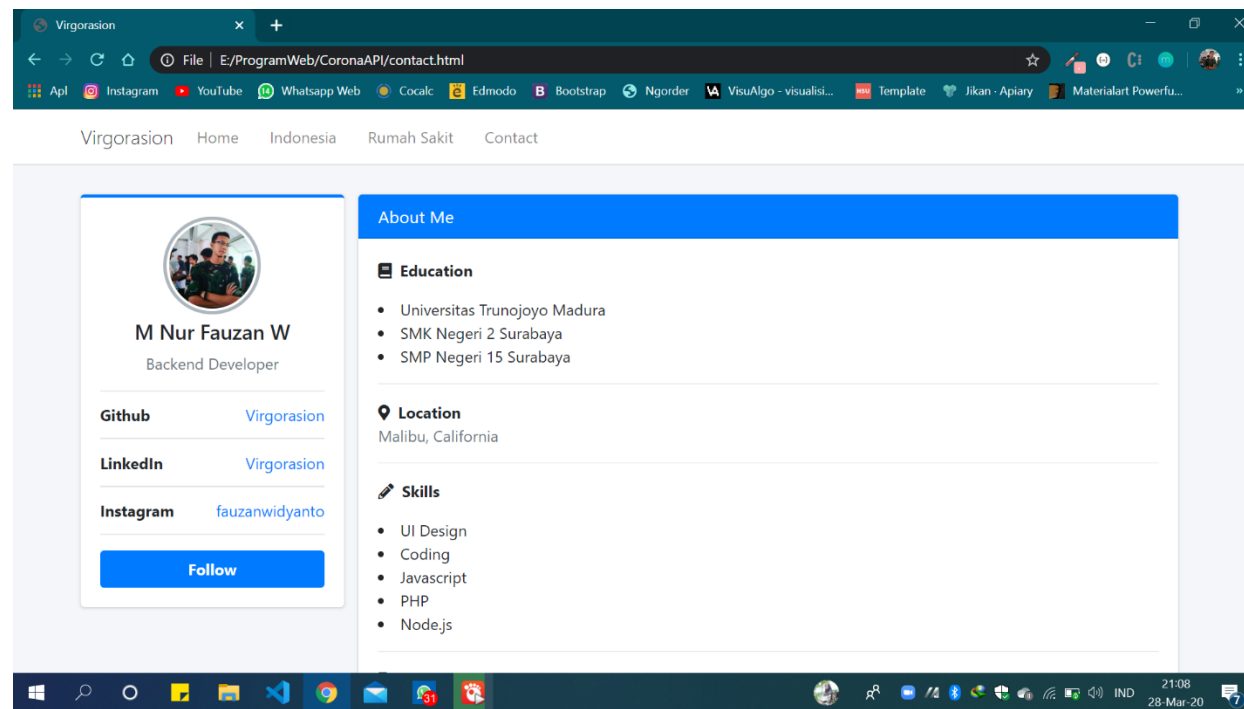 Virgorasion
File | E:/ProgramWeb/CoronaAPI/contact.html
Apl Instagram YouTube Whatsapp Web Cocalc Edmodo B Bootstrap Ngorder VisuAlgo - visualisi... Template Jikan · Apiary Materialart Powerfu... »
Virgorasion Home Indonesia Rumah Sakit Contact
M Nur Fauzan W
Backend Developer
Github Virgorasion
LinkedIn Virgorasion
Instagram fauzanwidyanto
Follow
About Me
Education
• Universitas Trunojoyo Madura
• SMK Negeri 2 Surabaya
• SMP Negeri 15 Surabaya
Location
Malibu, California
Skills
• UI Design
• Coding
• Javascript
• PHP
• Node.js
31
IND
21:08
28-Mar-20
7